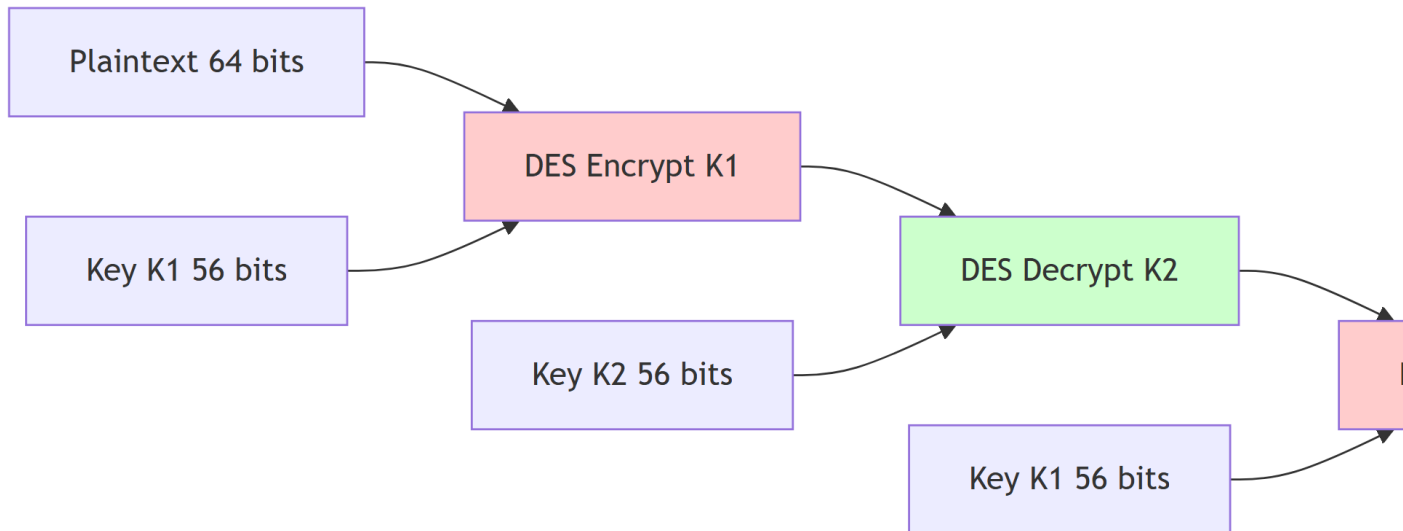 Plaintext 64 bits
DES Encrypt K1
Key K1 56 bits
DES Decrypt K2
Key K2 56 bits
Key K1 56 bits